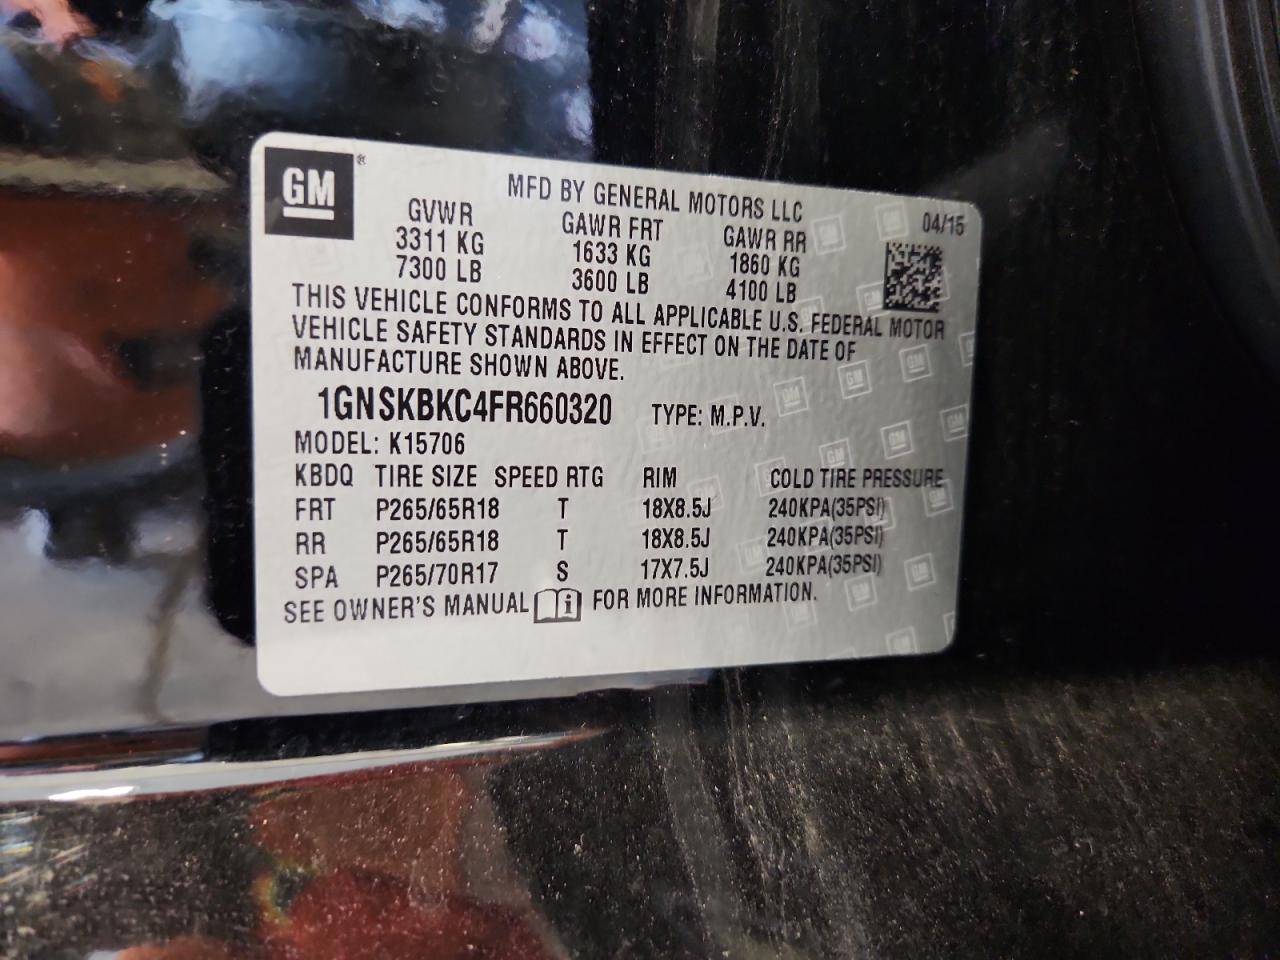 GM®
MFD BY GENERAL MOTORS LLC
04/15
GVWR GAWR FRT GAWR RR
3311 KG 1633 KG 1860 KG
7300 LB 3600 LB 4100 LB
THIS VEHICLE CONFORMS TO ALL APPLICABLE U.S. FEDERAL MOTOR
VEHICLE SAFETY STANDARDS IN EFFECT ON THE DATE OF
MANUFACTURE SHOWN ABOVE.
1GNSKBKC4FR660320 TYPE: M.P.V.
MODEL: K15706
KBDQ TIRE SIZE SPEED RTG RIM COLD TIRE PRESSURE
FRT P265/65R18 T 18X8.5J 240KPA(35PSI)
RR P265/65R18 T 18X8.5J 240KPA(35PSI)
SPA P265/70R17 S 17X7.5J 240KPA(35PSI)
SEE OWNER'S MANUAL FOR MORE INFORMATION.